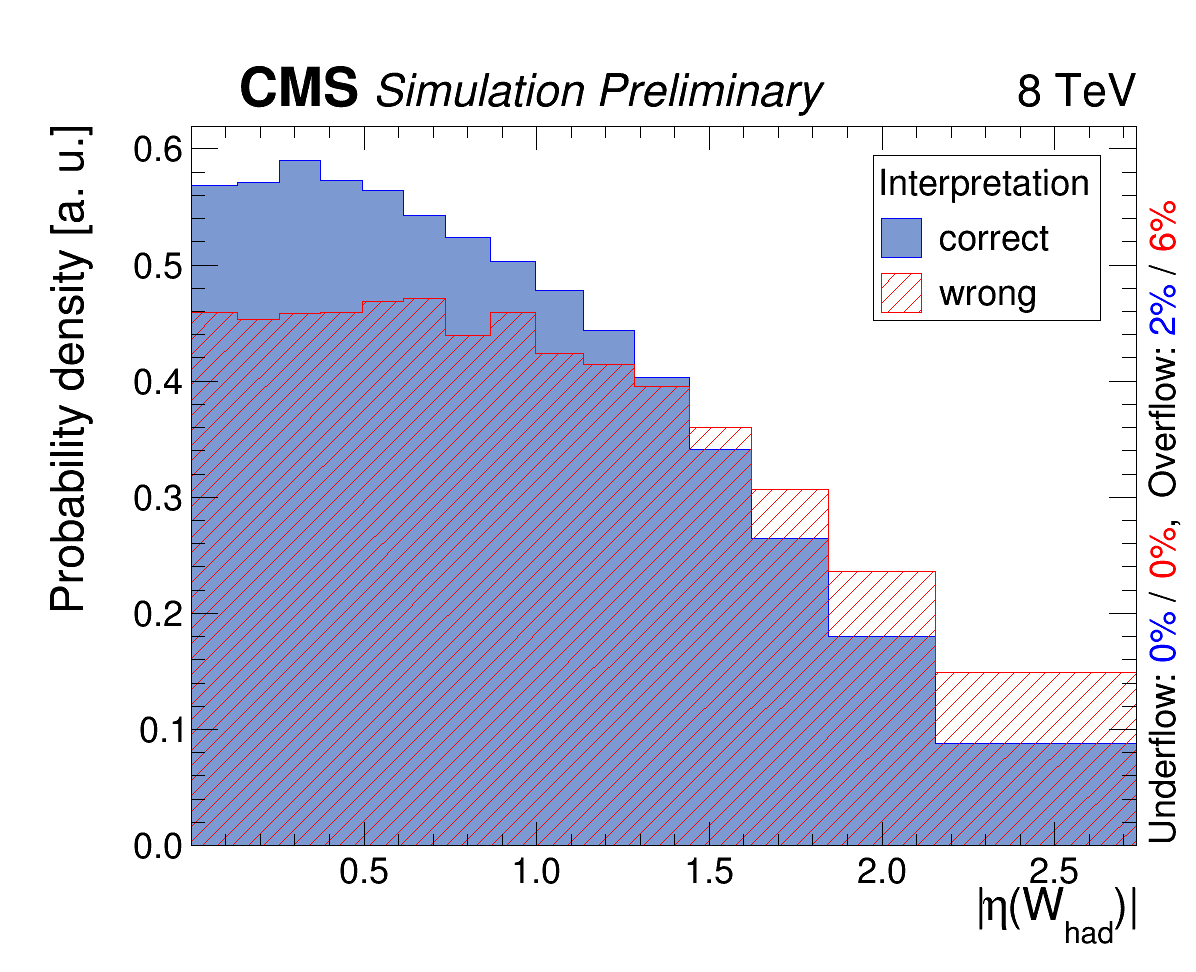 CMS Simulation Preliminary 8 TeV
Probability density [a. u.]
0.6
0.5
0.4
0.3
0.2
0.1
0.0
Interpretation
correct
wrong
0.5 1.0 1.5 2.0 2.5
|η(W_had)|
Underflow: 0% / 0%, Overflow: 2% / 6%